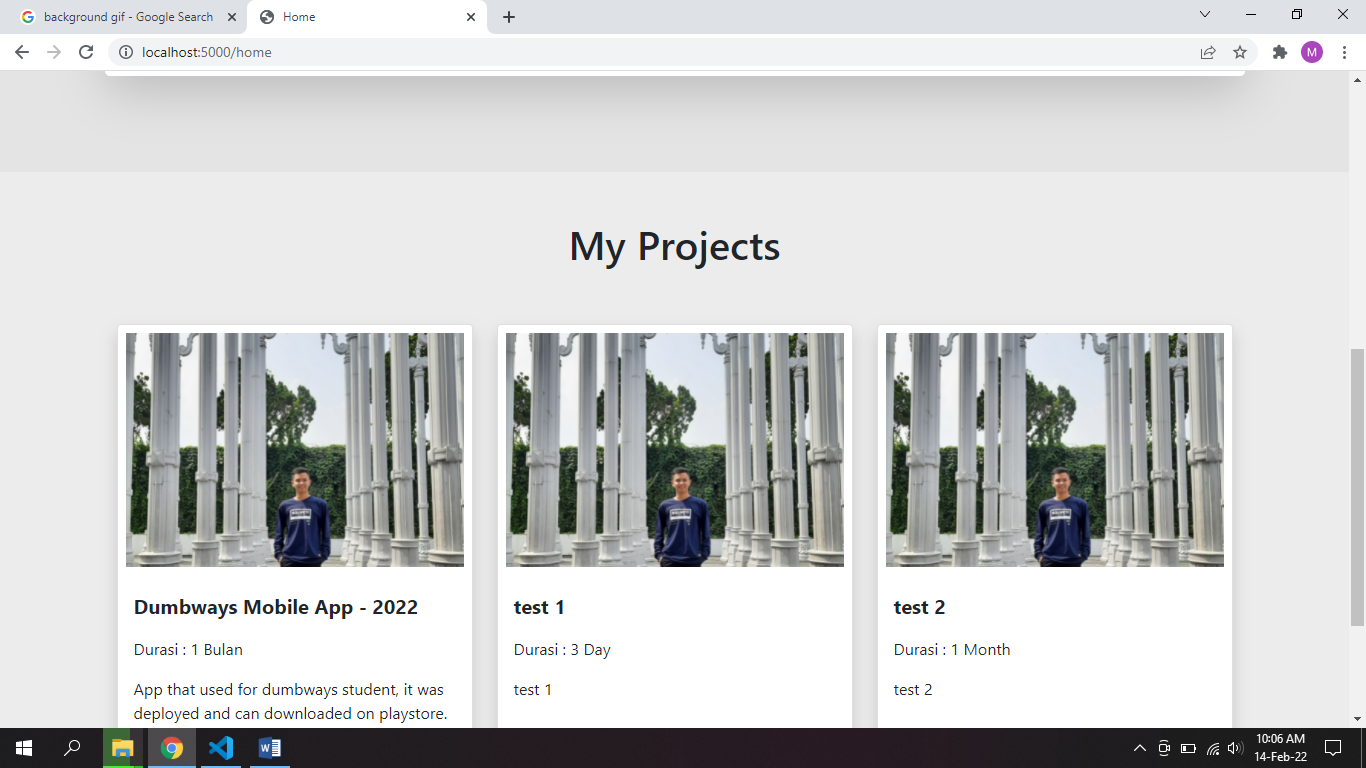 background gif - Google Search
Home
localhost:5000/home
M
My Projects
Dumbways Mobile App - 2022
Durasi : 1 Bulan
App that used for dumbways student, it was
deployed and can downloaded on playstore.
test 1
Durasi : 3 Day
test 1
test 2
Durasi : 1 Month
test 2
10:06 AM
14-Feb-22